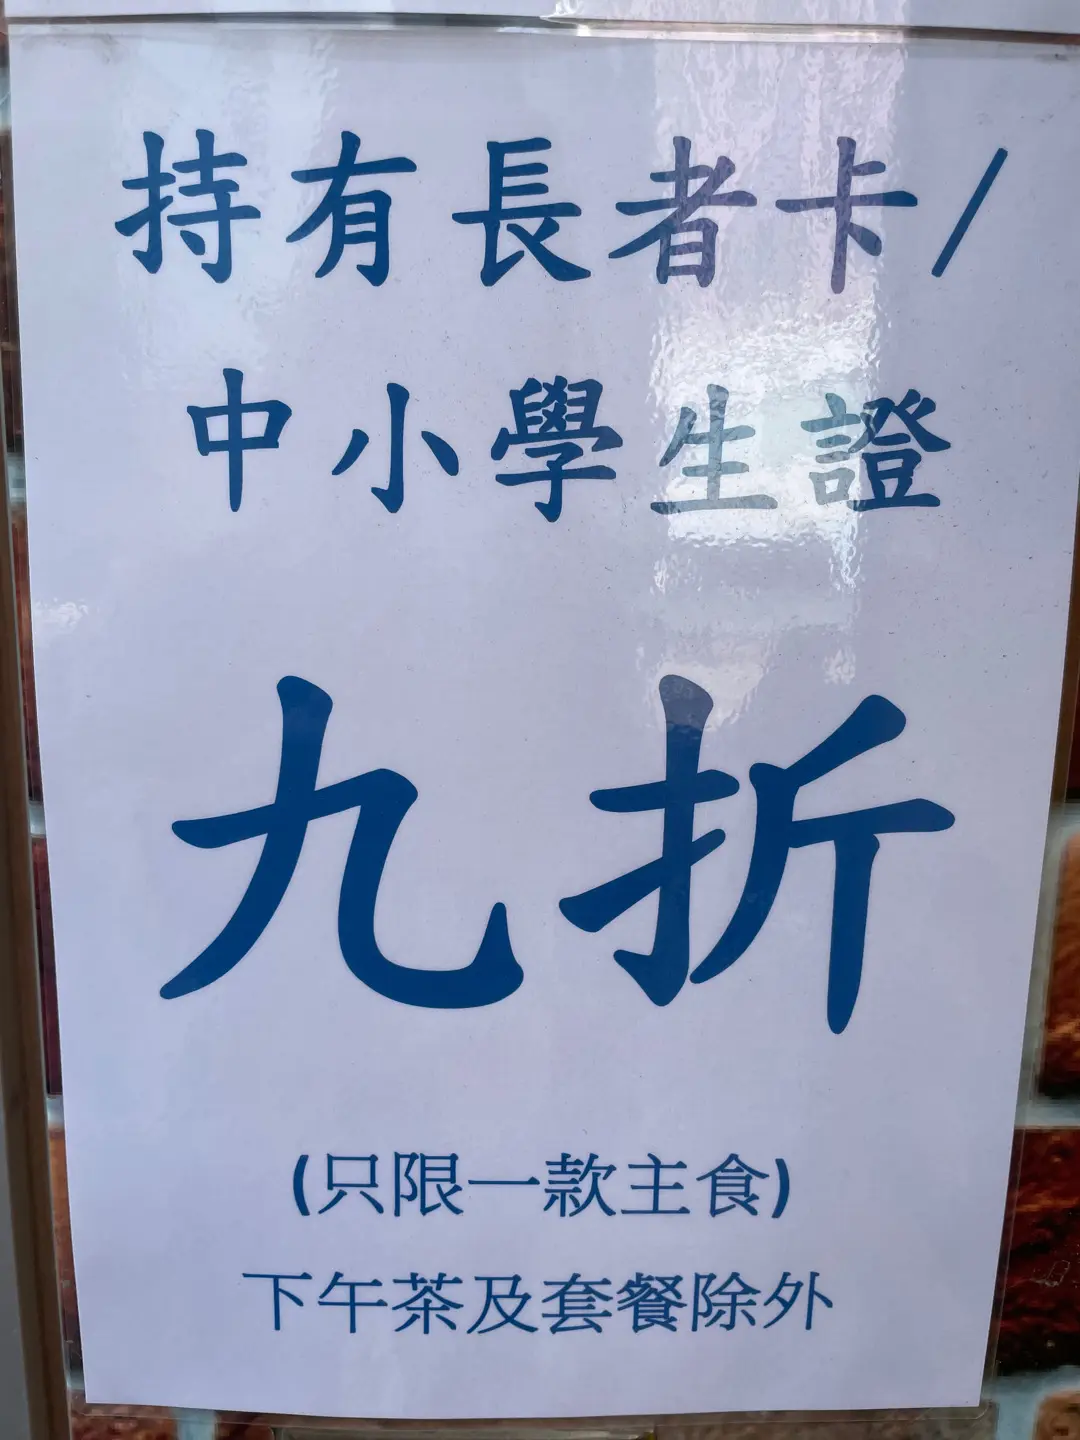 持有長者卡/
中小學生證
九折
(只限一款主食)
下午茶及套餐除外